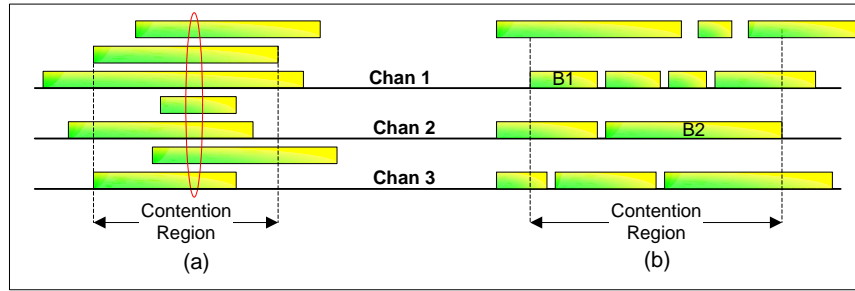 Chan 1
B1
Chan 2
B2
Chan 3
Contention
Region
Contention
Region
(a)
(b)